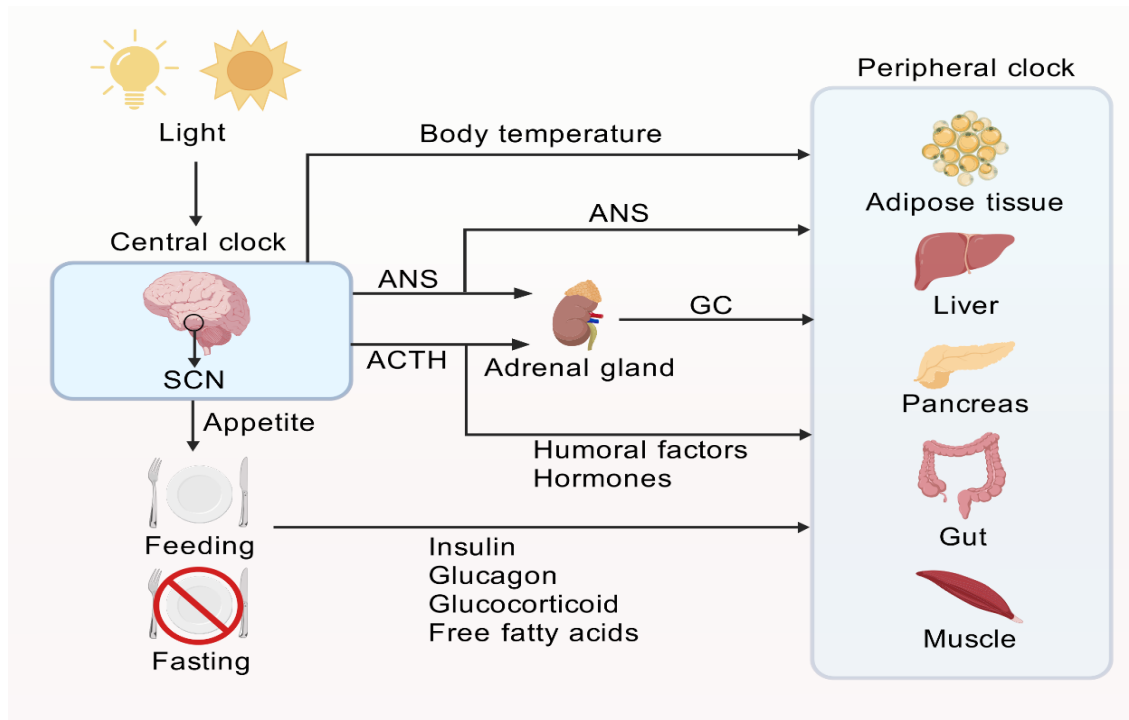 Peripheral clock
Light
Body temperature
Adipose tissue
ANS
Central clock
ANS
Liver
GC
ACTH
Adrenal gland
SCN
Pancreas
Appetite
Humoral factors
Hormones
Gut
Feeding
Insulin
Glucagon
Glucocorticoid
Free fatty acids
Muscle
Fasting